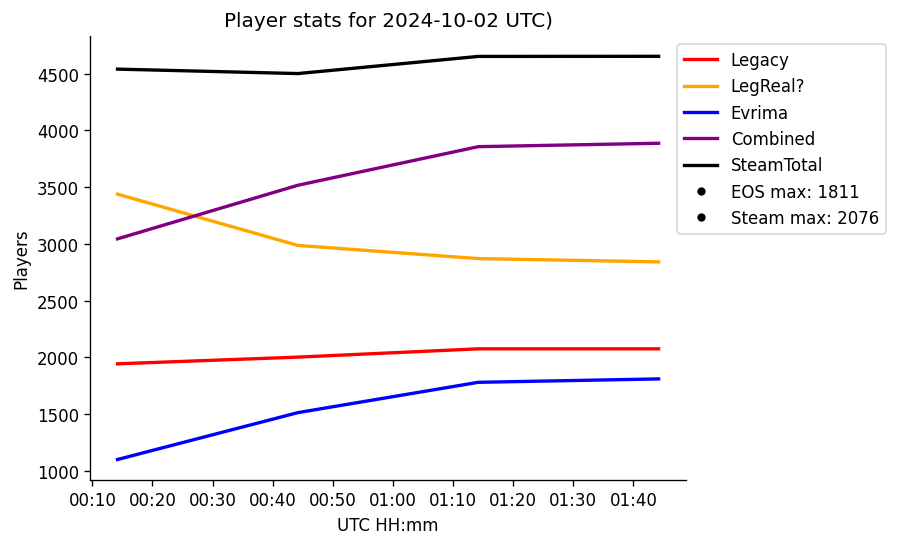 Player stats for 2024-10-02 UTC)
Legacy
LegReal?
Evrima
Combined
SteamTotal
EOS max: 1811
Steam max: 2076
Players
4500
4000
3500
3000
2500
2000
1500
1000
00:10 00:20 00:30 00:40 00:50 01:00 01:10 01:20 01:30 01:40
UTC HH:mm